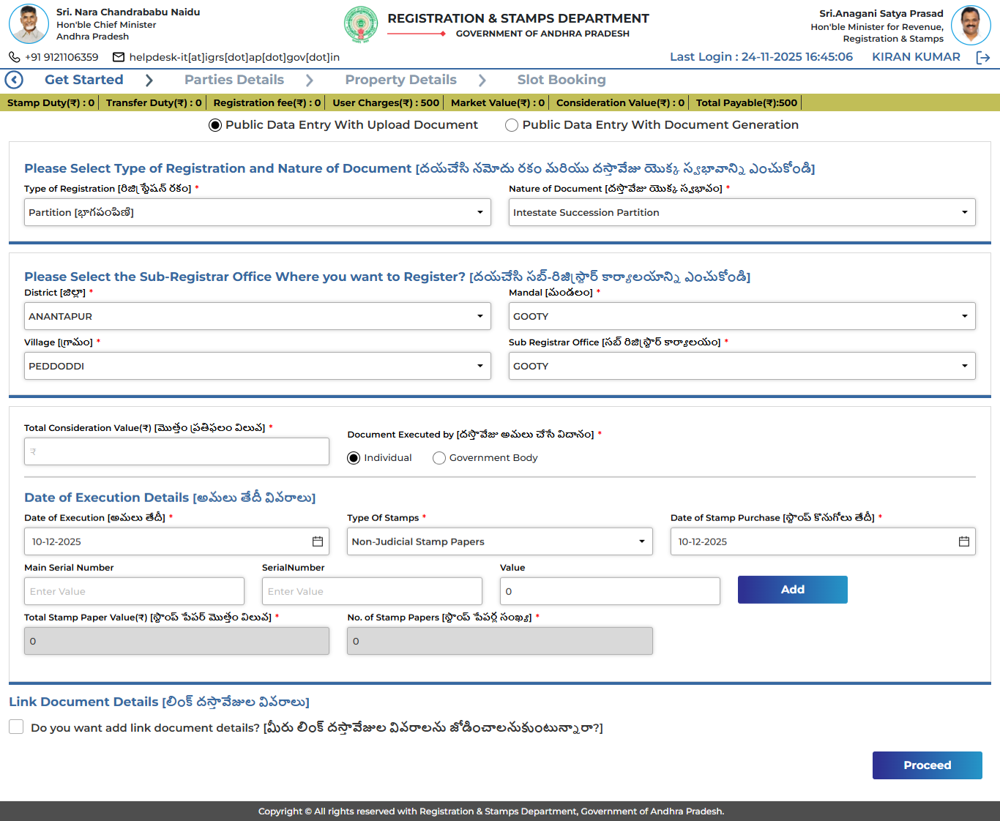 Sri. Nara Chandrababu Naidu
Hon'ble Chief Minister
Andhra Pradesh
REGISTRATION & STAMPS DEPARTMENT
GOVERNMENT OF ANDHRA PRADESH
Sri.Anagani Satya Prasad
Hon'ble Minister for Revenue,
Registration & Stamps
+91 9121106359 helpdesk-it[at]igrs[dot]ap[dot]gov[dot]in
Last Login : 24-11-2025 16:45:06 KIRAN KUMAR
Get Started Parties Details Property Details Slot Booking
Stamp Duty(₹) : 0 Transfer Duty(₹) : 0 Registration fee(₹) : 0 User Charges(₹) : 500 Market Value(₹) : 0 Consideration Value(₹) : 0 Total Payable(₹):500
Public Data Entry With Upload Document Public Data Entry With Document Generation
Please Select Type of Registration and Nature of Document [దయచేసి నమోదు రకం మరియు దస్తావేజు యొక్క స్వభావాన్ని ఎంచుకోండి]
Type of Registration [రిజిస్ట్రేషన్ రకం] * Nature of Document [దస్తావేజు యొక్క స్వభావం] *
Partition [భాగపంపిణి] Intestate Succession Partition
Please Select the Sub-Registrar Office Where you want to Register? [దయచేసి సబ్-రిజిస్ట్రార్ కార్యాలయాన్ని ఎంచుకోండి]
District [జిల్లా] * Mandal [మండలం] *
ANANTAPUR GOOTY
Village [గ్రామం] * Sub Registrar Office [సబ్ రిజిస్ట్రార్ కార్యాలయం] *
PEDDODDI GOOTY
Total Consideration Value(₹) [మొత్తం ప్రతిఫలం విలువ] * Document Executed by [దస్తావేజు అమలు చేసే విదానం] *
₹ Individual Government Body
Date of Execution Details [అమలు తేదీ వివరాలు]
Date of Execution [అమలు తేదీ] * Type Of Stamps * Date of Stamp Purchase [స్టాంప్ కొనుగోలు తేదీ] *
10-12-2025 Non-Judicial Stamp Papers 10-12-2025
Main Serial Number SerialNumber Value
Enter Value Enter Value 0 Add
Total Stamp Paper Value(₹) [స్టాంప్ పేపర్ మొత్తం విలువ] * No. of Stamp Papers [స్టాంప్ పేపర్ల సంఖ్య] *
0 0
Link Document Details [లింక్ దస్తావేజుల వివరాలు]
Do you want add link document details? [మీరు లింక్ దస్తావేజుల వివరాలను జోడించాలనుకుంటున్నారా?]
Proceed
Copyright © All rights reserved with Registration & Stamps Department, Government of Andhra Pradesh.